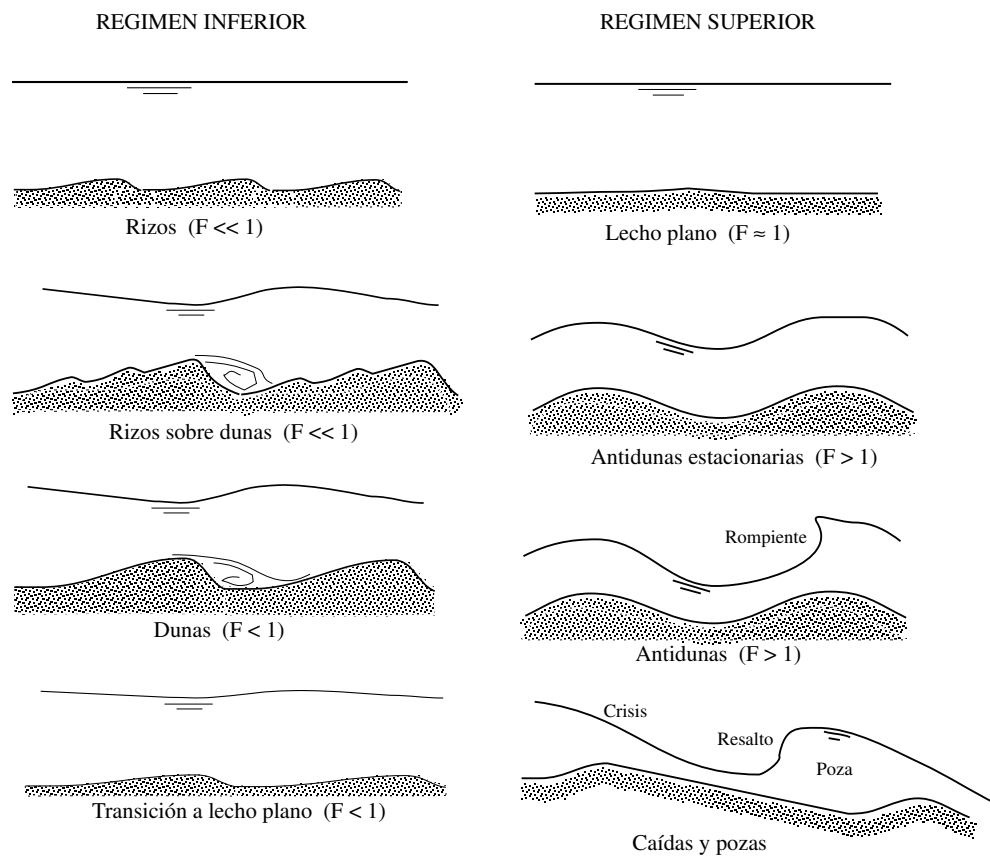 REGIMEN INFERIOR
Rizos (F << 1)
Rizos sobre dunas (F << 1)
Dunas (F < 1)
Transición a lecho plano (F < 1)
REGIMEN SUPERIOR
Lecho plano (F ≈ 1)
Antidunas estacionarias (F > 1)
Rompiente
Antidunas (F > 1)
Crisis
Resalto
Poza
Caídas y pozas